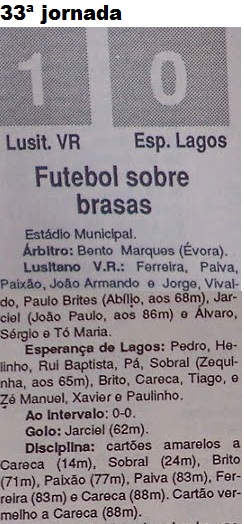 33ª jornada
1 0
Lusit. VR Esp. Lagos
Futebol sobre
brasas
Estádio Municipal.
Árbitro: Bento Marques (Évora).
Lusitano V.R.: Ferreira, Paiva,
Paixão, João Armando e Jorge, Vival-
do, Paulo Brites (Abílio, aos 68m), Jar-
ciel (João Paulo, aos 86m) e Álvaro,
Sérgio e Tó Maria.
Esperança de Lagos: Pedro, He-
linho, Rui Baptista, Pá, Sobral (Zequi-
nha, aos 65m), Brito, Careca, Tiago, e
Zé Manuel, Xavier e Paulinho.
Ao intervalo: 0-0.
Golo: Jarciel (62m).
Disciplina: cartões amarelos a
Careca (14m), Sobral (24m), Brito
(71m), Paixão (77m), Paiva (83m), Fer-
reira (83m) e Careca (88m). Cartão ver-
melho a Careca (88m).